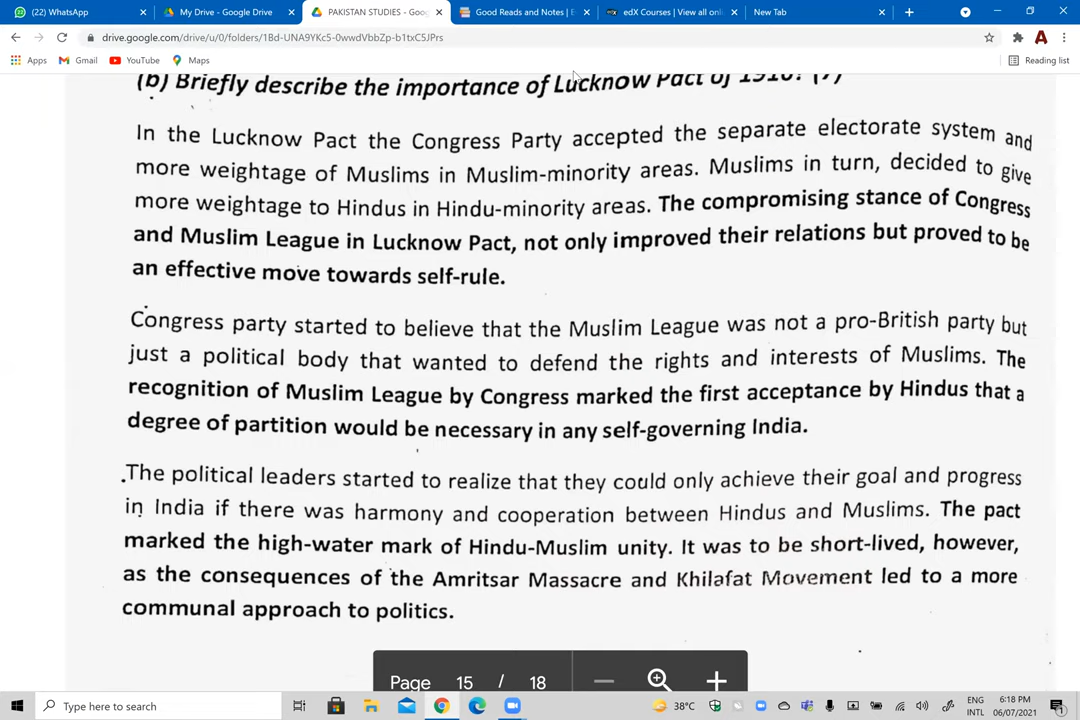 (22) WhatsApp
My Drive - Google Drive
PAKISTAN STUDIES - Goo
Good Reads and Notes | E
edX Courses | View all onl
New Tab
drive.google.com/drive/u/0/folders/1Bd-UNA9YKc5-0wwdVbbZp-b1txC5JPrs
Apps
Gmail
YouTube
Maps
Reading list
(b) Briefly describe the importance of Lucknow Pact of 1916? (7)
In the Lucknow Pact the Congress Party accepted the separate electorate system and
more weightage of Muslims in Muslim-minority areas. Muslims in turn, decided to give
more weightage to Hindus in Hindu-minority areas. The compromising stance of Congress
and Muslim League in Lucknow Pact, not only improved their relations but proved to be
an effective move towards self-rule.
Congress party started to believe that the Muslim League was not a pro-British party but
just a political body that wanted to defend the rights and interests of Muslims. The
recognition of Muslim League by Congress marked the first acceptance by Hindus that a
degree of partition would be necessary in any self-governing India.
The political leaders started to realize that they could only achieve their goal and progress
in India if there was harmony and cooperation between Hindus and Muslims. The pact
marked the high-water mark of Hindu-Muslim unity. It was to be short-lived, however,
as the consequences of the Amritsar Massacre and Khilafat Movement led to a more
communal approach to politics.
Page 15 / 18
Type here to search
38°C
ENG
INTL
6:18 PM
06/07/2021